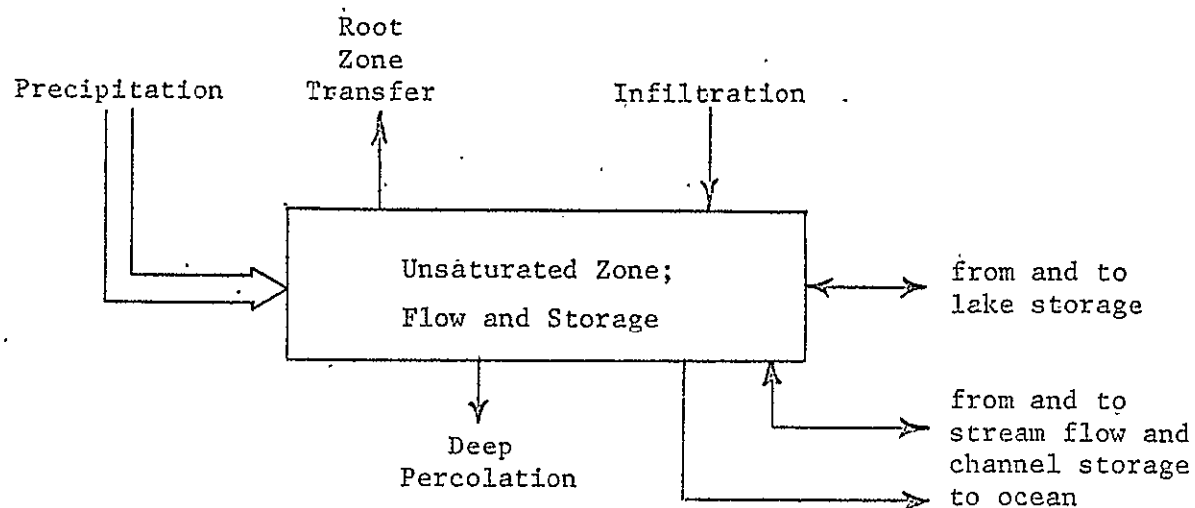 Root
Zone
Transfer
Precipitation
Infiltration
Unsaturated Zone;
Flow and Storage
from and to
lake storage
Deep
Percolation
from and to
stream flow and
channel storage
to ocean